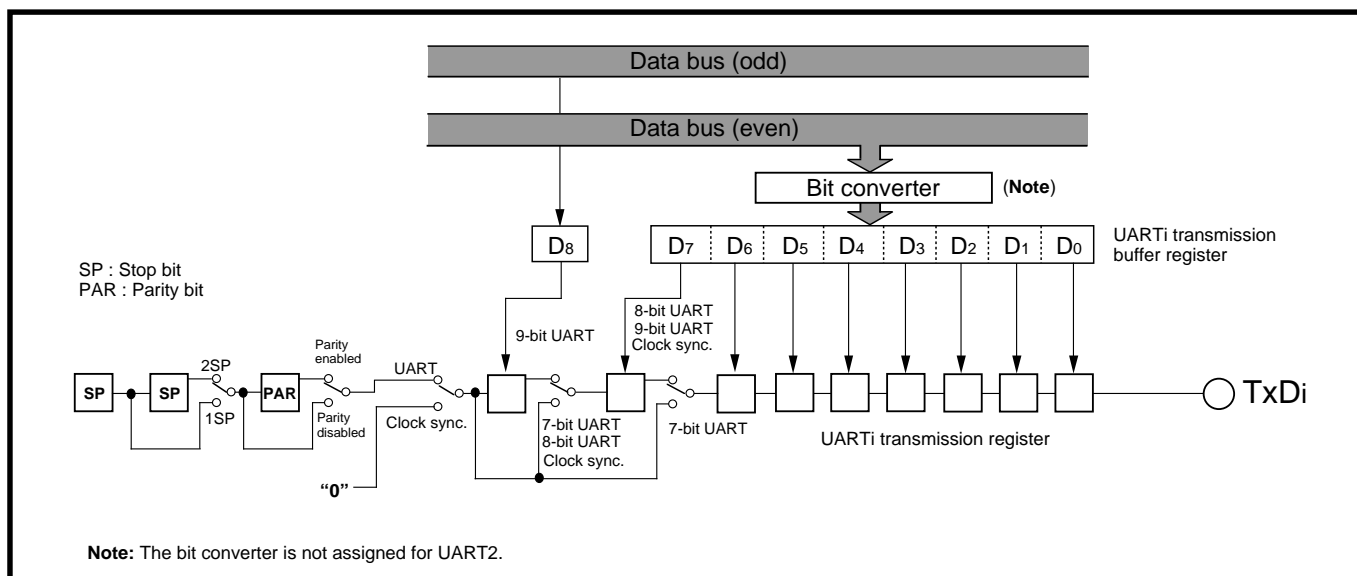 Data bus (odd)
Data bus (even)
Bit converter
(Note)
D8
D7
D6
D5
D4
D3
D2
D1
D0
UARTi transmission
buffer register
SP : Stop bit
PAR : Parity bit
9-bit UART
8-bit UART
9-bit UART
Clock sync.
SP
SP
2SP
1SP
PAR
Parity
enabled
Parity
disabled
UART
Clock sync.
“0”
7-bit UART
8-bit UART
Clock sync.
7-bit UART
UARTi transmission register
TxDi
Note: The bit converter is not assigned for UART2.